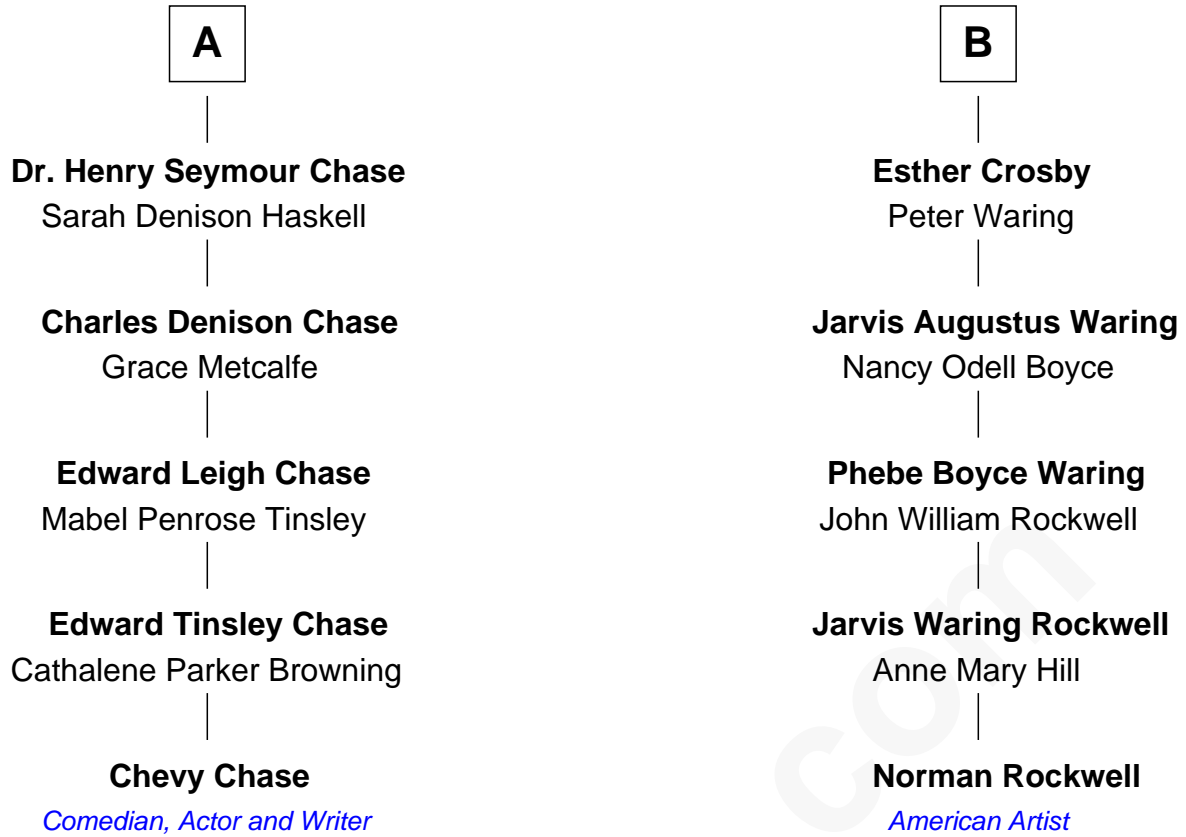 A
Dr. Henry Seymour Chase
Sarah Denison Haskell
Charles Denison Chase
Grace Metcalfe
Edward Leigh Chase
Mabel Penrose Tinsley
Edward Tinsley Chase
Cathalene Parker Browning
Chevy Chase
Comedian, Actor and Writer
B
Esther Crosby
Peter Waring
Jarvis Augustus Waring
Nancy Odell Boyce
Phebe Boyce Waring
John William Rockwell
Jarvis Waring Rockwell
Anne Mary Hill
Norman Rockwell
American Artist
com